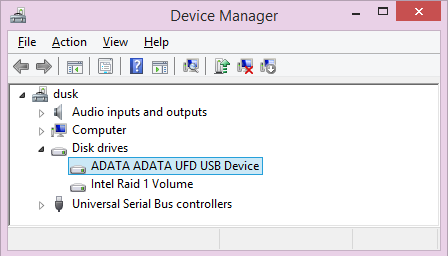 Device Manager
File Action View Help
dusk
Audio inputs and outputs
Computer
Disk drives
ADATA ADATA UFD USB Device
Intel Raid 1 Volume
Universal Serial Bus controllers